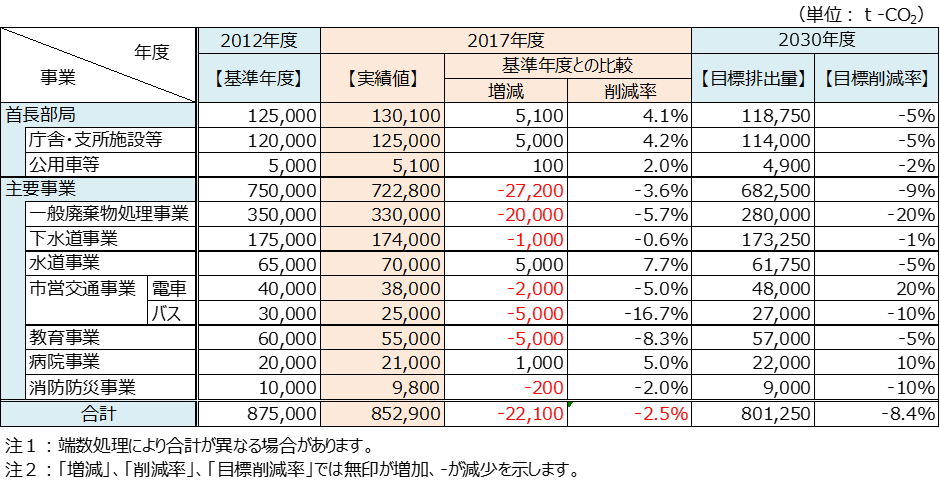 （単位：ｔ-CO₂）
年度 2012年度 2017年度 2030年度
事業 【基準年度】 【実績値】 基準年度との比較 【目標排出量】 【目標削減率】
増減 削減率
首長部局 125,000 130,100 5,100 4.1% 118,750 -5%
庁舎・支所施設等 120,000 125,000 5,000 4.2% 114,000 -5%
公用車等 5,000 5,100 100 2.0% 4,900 -2%
主要事業 750,000 722,800 -27,200 -3.6% 682,500 -9%
一般廃棄物処理事業 350,000 330,000 -20,000 -5.7% 280,000 -20%
下水道事業 175,000 174,000 -1,000 -0.6% 173,250 -1%
水道事業 65,000 70,000 5,000 7.7% 61,750 -5%
市営交通事業 電車 40,000 38,000 -2,000 -5.0% 48,000 20%
バス 30,000 25,000 -5,000 -16.7% 27,000 -10%
教育事業 60,000 55,000 -5,000 -8.3% 57,000 -5%
病院事業 20,000 21,000 1,000 5.0% 22,000 10%
消防防災事業 10,000 9,800 -200 -2.0% 9,000 -10%
合計 875,000 852,900 -22,100 -2.5% 801,250 -8.4%
注１：端数処理により合計が異なる場合があります。
注２：「増減」、「削減率」、「目標削減率」では無印が増加、-が減少を示します。